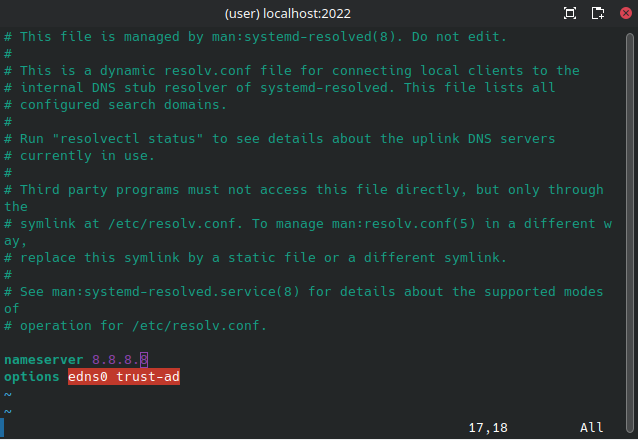 (user) localhost:2022
# This file is managed by man:systemd-resolved(8). Do not edit.
#
# This is a dynamic resolv.conf file for connecting local clients to the
# internal DNS stub resolver of systemd-resolved. This file lists all
# configured search domains.
#
# Run "resolvectl status" to see details about the uplink DNS servers
# currently in use.
#
# Third party programs must not access this file directly, but only through
the
# symlink at /etc/resolv.conf. To manage man:resolv.conf(5) in a different w
ay,
# replace this symlink by a static file or a different symlink.
#
# See man:systemd-resolved.service(8) for details about the supported modes
of
# operation for /etc/resolv.conf.
nameserver 8.8.8.8
options edns0 trust-ad
~
~
17,18 All